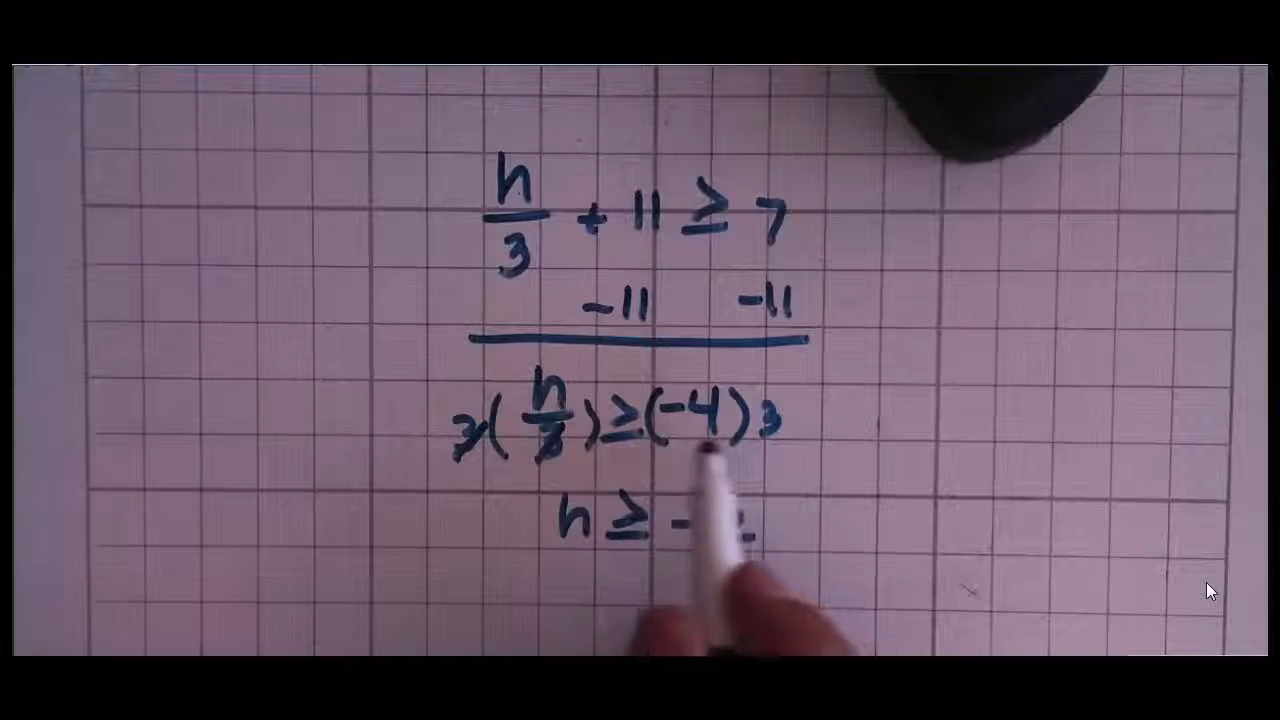 n/3 + 11 ≥ 7
-11 -11
3( n/3 ) ≥ (-4) 3
n ≥ -